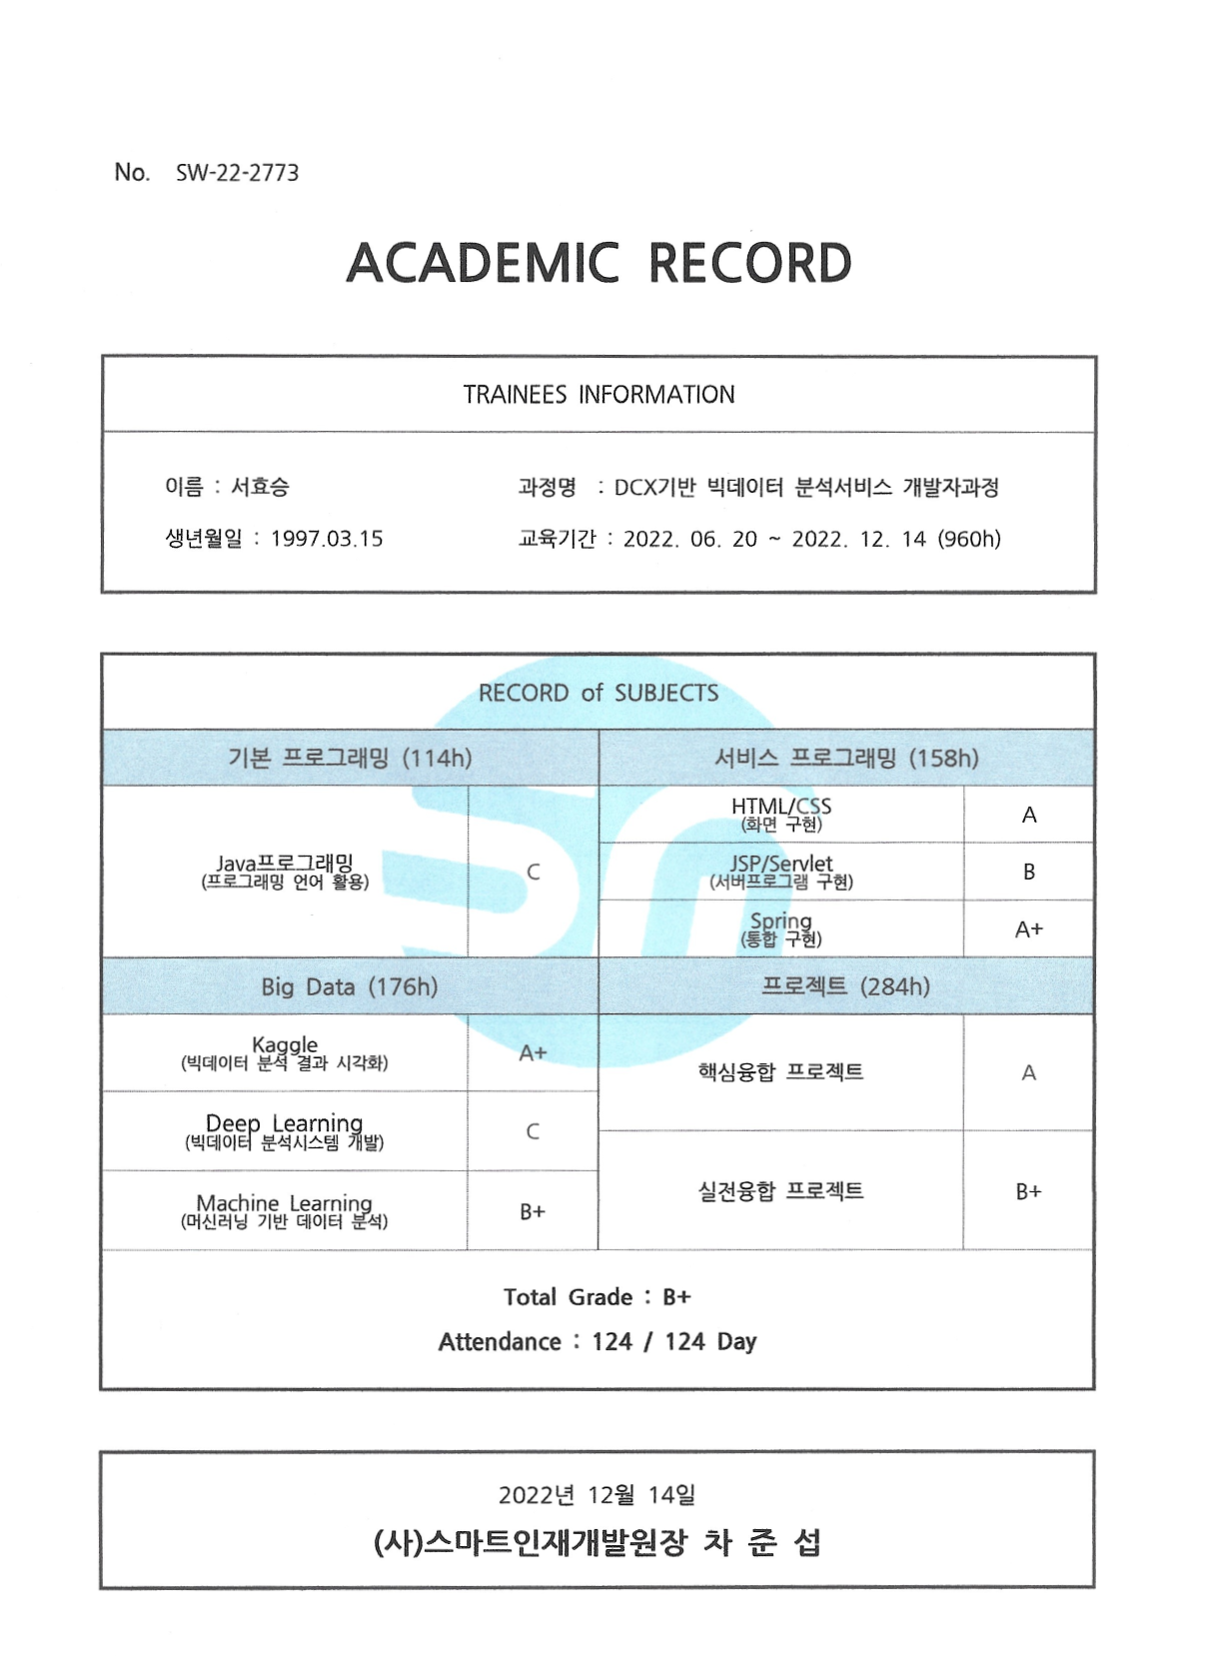 No. SW-22-2773
ACADEMIC RECORD
TRAINEES INFORMATION
이름 : 서효승
과정명 : DCX기반 빅데이터 분석서비스 개발자과정
생년월일 : 1997.03.15
교육기간 : 2022. 06. 20 ~ 2022. 12. 14 (960h)
RECORD of SUBJECTS
기본 프로그래밍 (114h)
Java프로그래밍
(프로그래밍 언어 활용)
C
서비스 프로그래밍 (158h)
HTML/CSS
(화면 구현)
A
JSP/Servlet
(서버프로그램 구현)
B
Spring
(통합 구현)
A+
Big Data (176h)
Kaggle
(빅데이터 분석 결과 시각화)
A+
Deep Learning
(빅데이터 분석시스템 개발)
C
Machine Learning
(머신러닝 기반 데이터 분석)
B+
프로젝트 (284h)
핵심융합 프로젝트
A
실전융합 프로젝트
B+
Total Grade : B+
Attendance : 124 / 124 Day
2022년 12월 14일
(사)스마트인재개발원장 차 준 섭